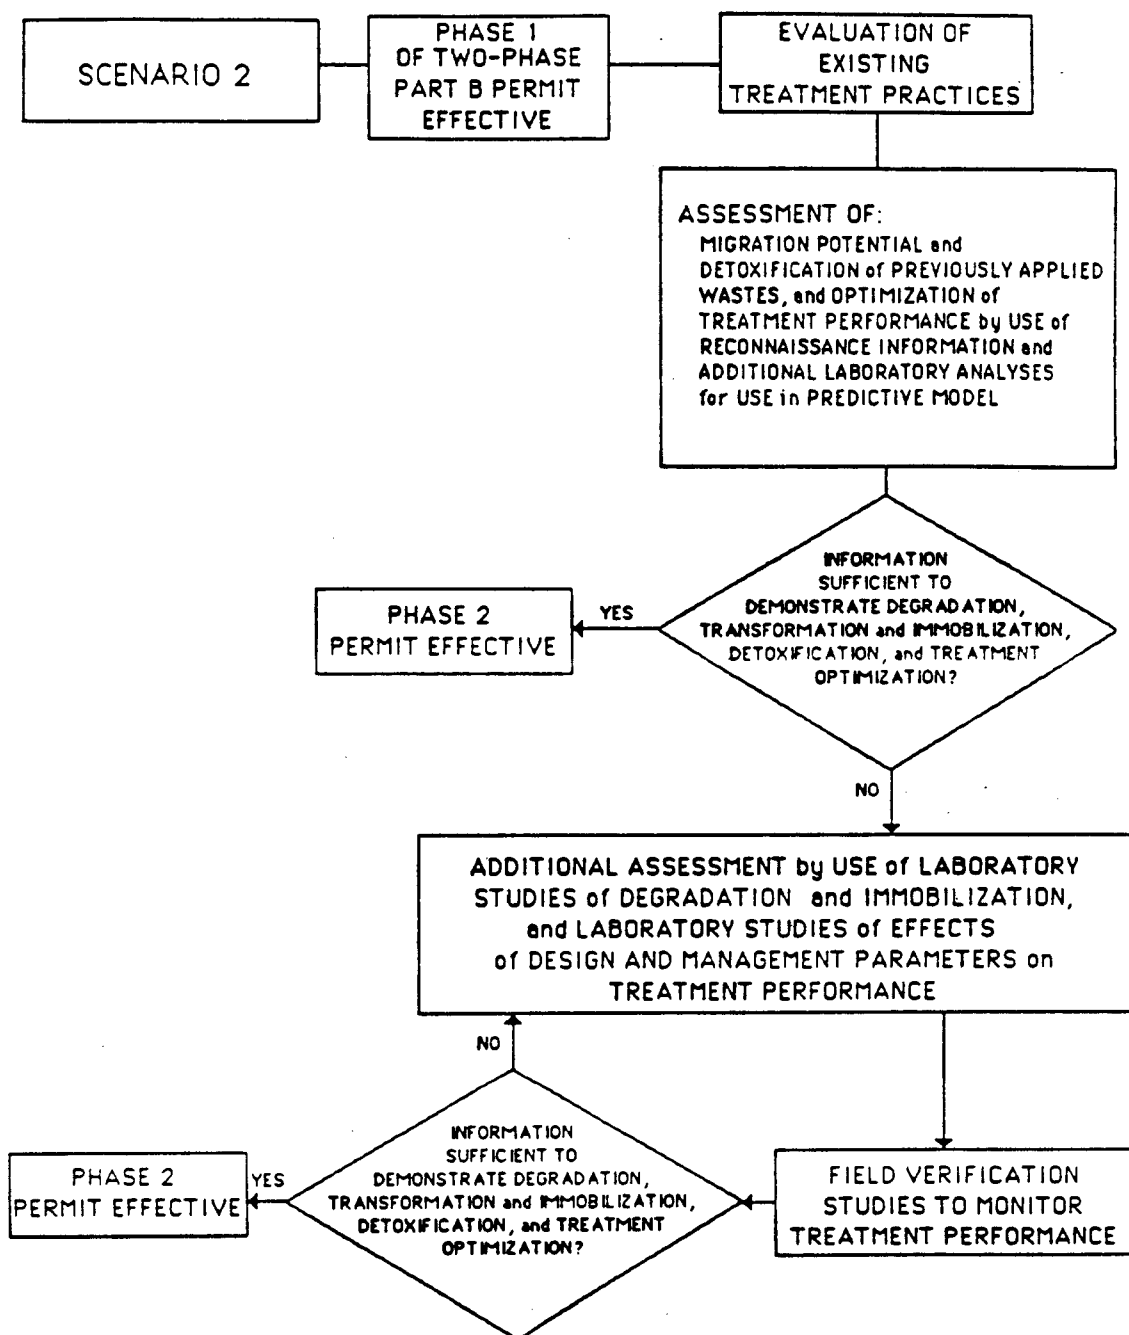 SCENARIO 2
PHASE 1
OF TWO-PHASE
PART B PERMIT
EFFECTIVE
EVALUATION OF
EXISTING
TREATMENT PRACTICES
ASSESSMENT OF:
MIGRATION POTENTIAL and
DETOXIFICATION of PREVIOUSLY APPLIED
WASTES, and OPTIMIZATION of
TREATMENT PERFORMANCE by USE of
RECONNAISSANCE INFORMATION and
ADDITIONAL LABORATORY ANALYSES
for USE in PREDICTIVE MODEL
INFORMATION
SUFFICIENT TO
DEMONSTRATE DEGRADATION,
TRANSFORMATION and IMMOBILIZATION,
DETOXIFICATION, and TREATMENT
OPTIMIZATION?
YES
PHASE 2
PERMIT EFFECTIVE
NO
ADDITIONAL ASSESSMENT by USE of LABORATORY
STUDIES of DEGRADATION and IMMOBILIZATION,
and LABORATORY STUDIES of EFFECTS
of DESIGN AND MANAGEMENT PARAMETERS on
TREATMENT PERFORMANCE
NO
FIELD VERIFICATION
STUDIES TO MONITOR
TREATMENT PERFORMANCE
INFORMATION
SUFFICIENT TO
DEMONSTRATE DEGRADATION,
TRANSFORMATION and IMMOBILIZATION,
DETOXIFICATION, and TREATMENT
OPTIMIZATION?
YES
PHASE 2
PERMIT EFFECTIVE